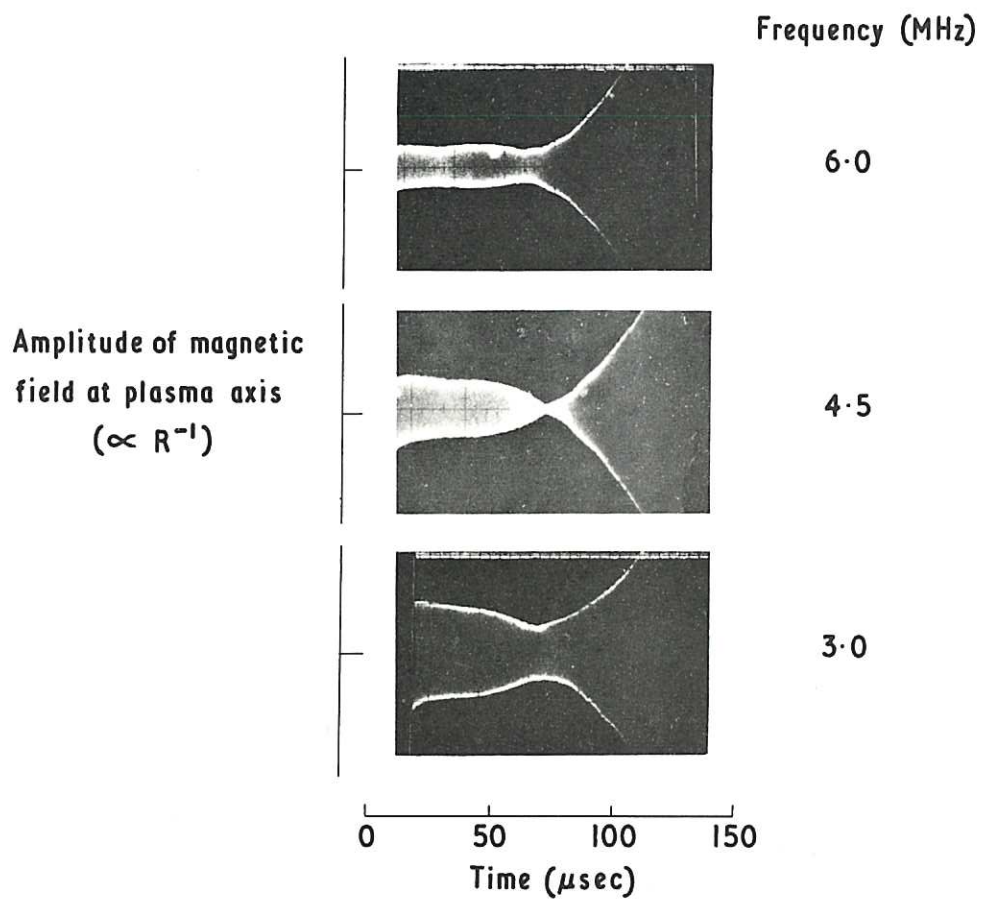 Frequency (MHz)
6·0
Amplitude of magnetic
field at plasma axis
(∝ R⁻¹)
4·5
3·0
0 50 100 150
Time (μsec)